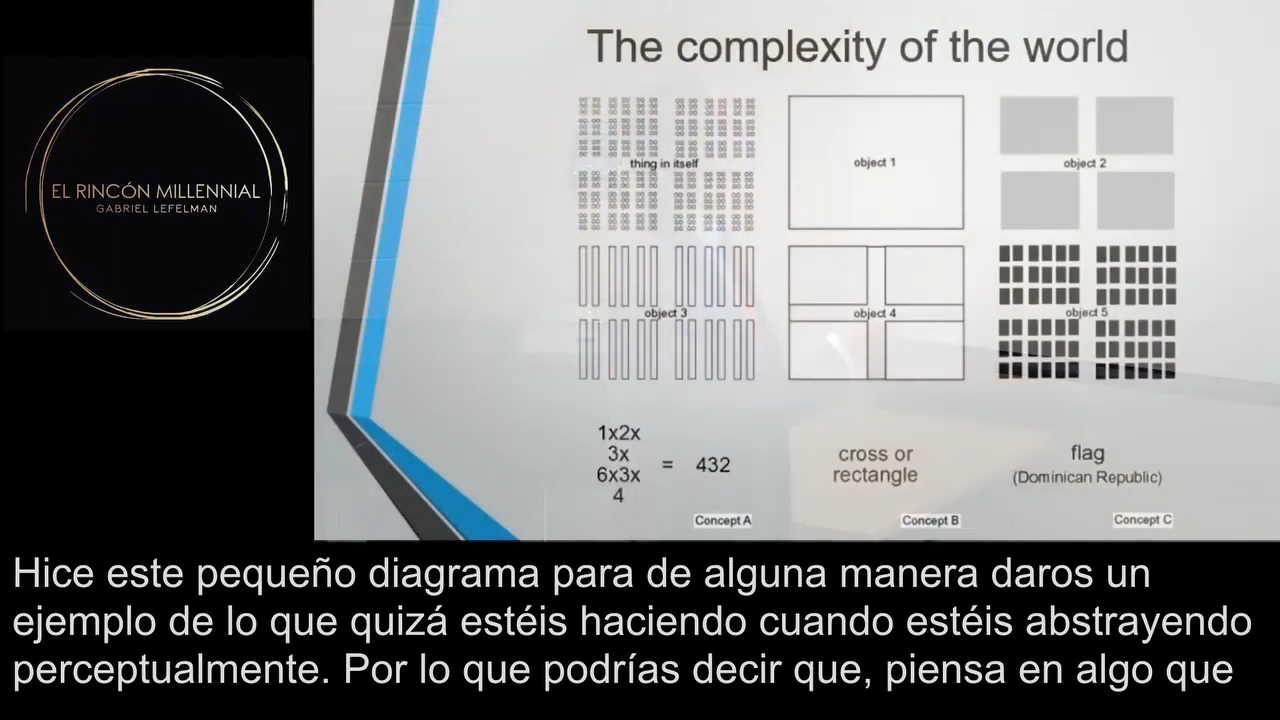 EL RINCÓN MILLENNIAL
GABRIEL LEFELMAN
The complexity of the world
thing in itself
object 1
object 2
object 3
object 4
object 5
1x2x
3x
6x3x
4
= 432
cross or
rectangle
flag
(Dominican Republic)
Concept A
Concept B
Concept C
Hice este pequeño diagrama para de alguna manera daros un
ejemplo de lo que quizá estéis haciendo cuando estéis abstrayendo
perceptualmente. Por lo que podrías decir que, piensa en algo que